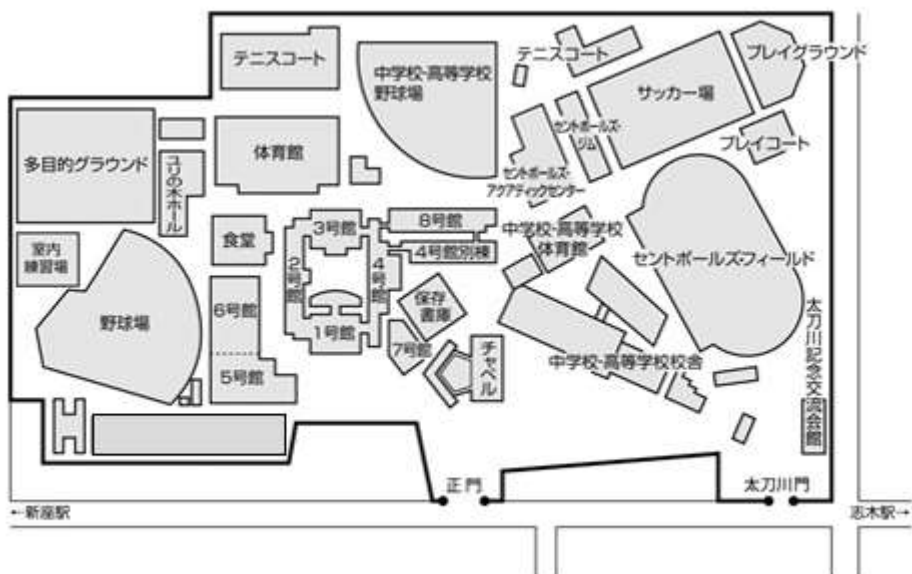 テニスコート
中学校・高等学校
野球場
テニスコート
プレイグラウンド
サッカー場
セントポールズ・
ジム
プレイコート
多目的グラウンド
ユリの木ホール
体育館
セントポールズ・
アクアティックセンター
室内
練習場
食堂
3号館
8号館
4号館別棟
2号館
4号館
中学校・高等学校
体育館
セントポールズ・フィールド
野球場
6号館
1号館
保存
書庫
7号館
チャペル
5号館
中学校・高等学校校舎
太刀川記念交流会館
正門
太刀川門
←新座駅
志木駅→